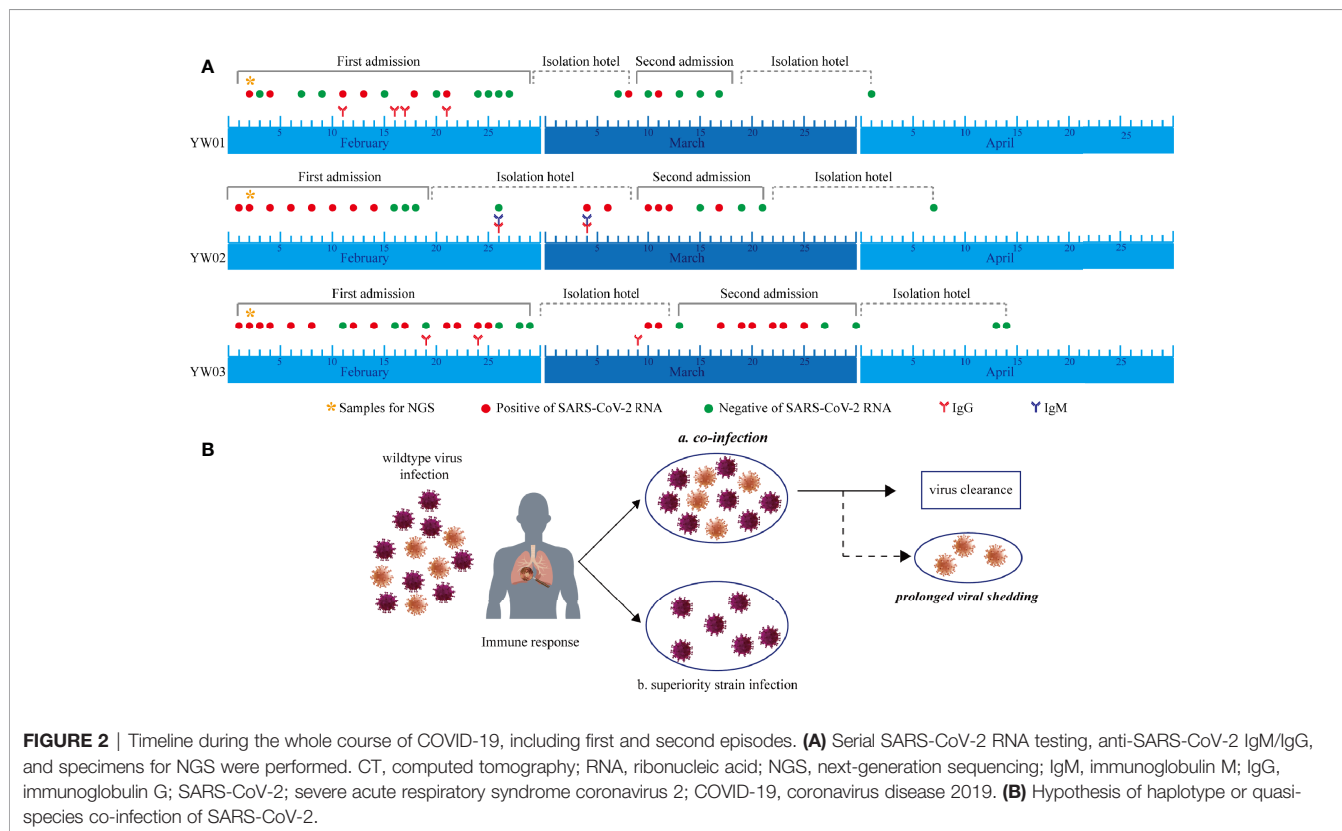 A
First admission
Isolation hotel
Second admission
Isolation hotel
5 10 15 20 25 5 10 15 20 25 5 10 15 20 25
YW01
February
March
April
First admission
Isolation hotel
Second admission
Isolation hotel
5 10 15 20 25 5 10 15 20 25 5 10 15 20 25
YW02
February
March
April
First admission
Isolation hotel
Second admission
Isolation hotel
5 10 15 20 25 5 10 15 20 25 5 10 15 20 25
YW03
February
March
April
Samples for NGS
Positive of SARS-CoV-2 RNA
Negative of SARS-CoV-2 RNA
IgG
IgM
B
wildtype virus
infection
Immune response
a. co-infection
b. superiority strain infection
virus clearance
prolonged viral shedding
FIGURE 2 | Timeline during the whole course of COVID-19, including first and second episodes. (A) Serial SARS-CoV-2 RNA testing, anti-SARS-CoV-2 IgM/IgG,
and specimens for NGS were performed. CT, computed tomography; RNA, ribonucleic acid; NGS, next-generation sequencing; IgM, immunoglobulin M; IgG,
immunoglobulin G; SARS-CoV-2; severe acute respiratory syndrome coronavirus 2; COVID-19, coronavirus disease 2019. (B) Hypothesis of haplotype or quasi-
species co-infection of SARS-CoV-2.